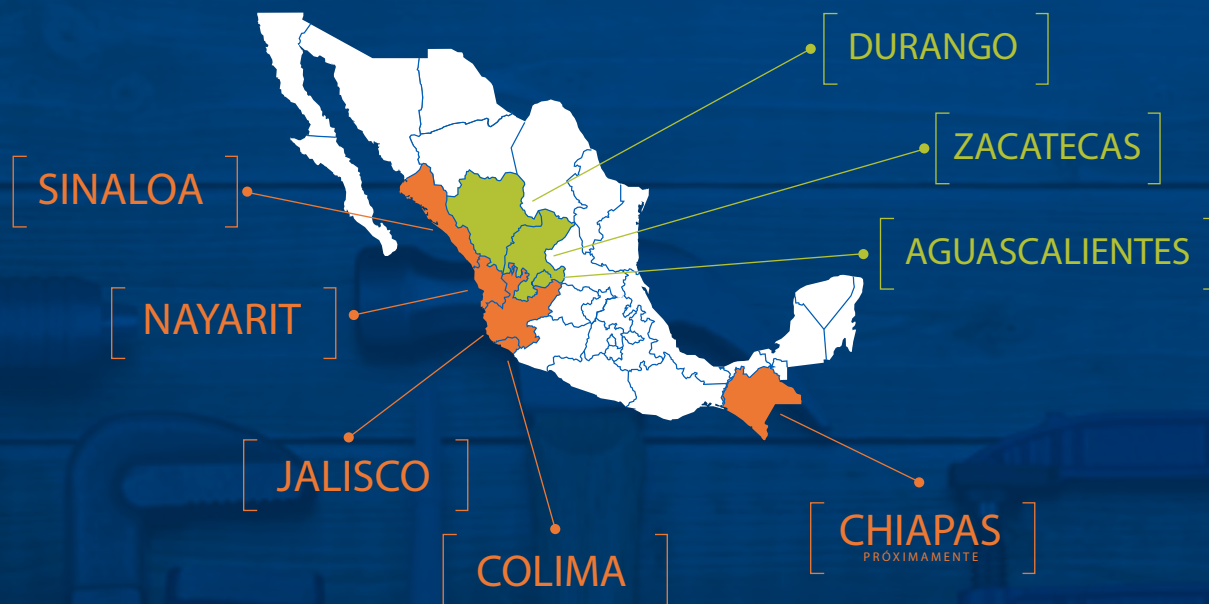 DURANGO
ZACATECAS
SINALOA
AGUASCALIENTES
NAYARIT
JALISCO
CHIAPAS
PRÓXIMAMENTE
COLIMA